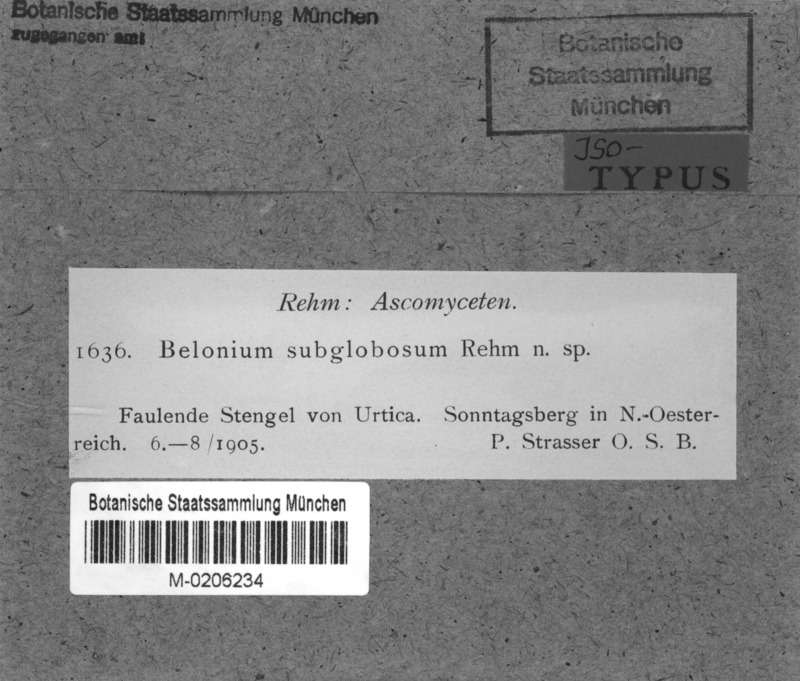 Botanische Staatssammlung München
zugegangen am:
Botanische
Staatssammlung
München
ISO-
TYPUS
Rehm: Ascomyceten.
1636. Belonium subglobosum Rehm n. sp.
Faulende Stengel von Urtica. Sonntagsberg in N.-Oester-
reich. 6.—8/1905. P. Strasser O. S. B.
Botanische Staatssammlung München
M-0206234